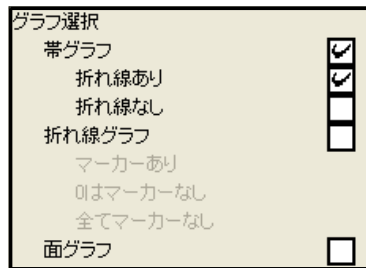 グラフ選択
帯グラフ
折れ線あり
折れ線なし
折れ線グラフ
マーカーあり
0はマーカーなし
全てマーカーなし
面グラフ